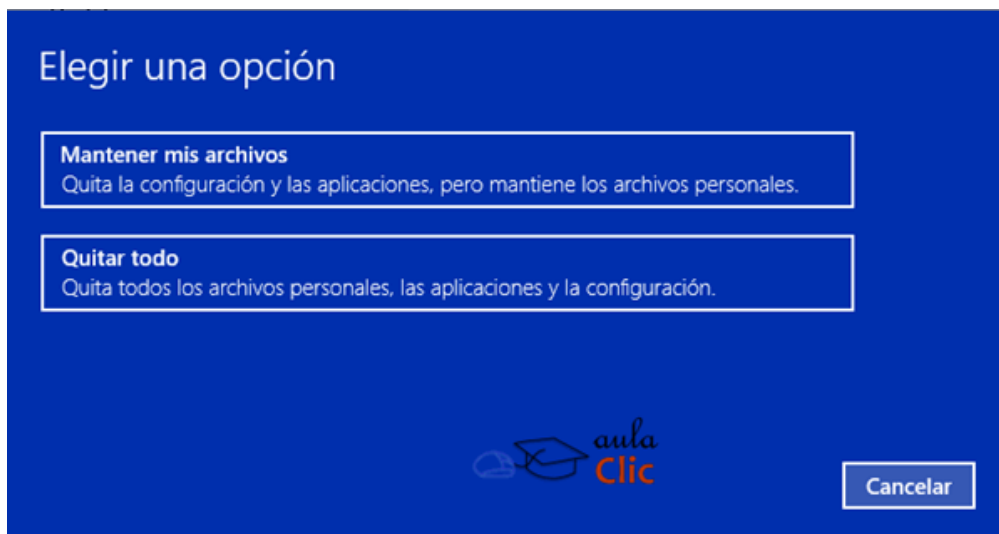 Elegir una opción
Mantener mis archivos
Quita la configuración y las aplicaciones, pero mantiene los archivos personales.
Quitar todo
Quita todos los archivos personales, las aplicaciones y la configuración.
aula
Clic
Cancelar